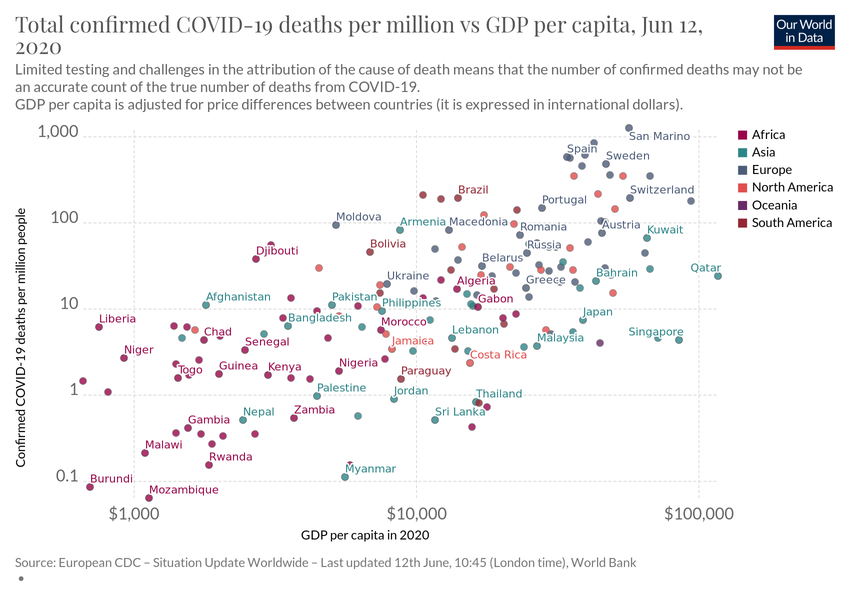 Total confirmed COVID-19 deaths per million vs GDP per capita, Jun 12,
2020
Our World
in Data
Limited testing and challenges in the attribution of the cause of death means that the number of confirmed deaths may not be
an accurate count of the true number of deaths from COVID-19.
GDP per capita is adjusted for price differences between countries (it is expressed in international dollars).
1,000
San Marino
Africa
Spain
Sweden
Asia
Europe
Brazil
Switzerland
North America
Portugal
Oceania
100
Moldova
Armenia
Macedonia
Romania
Austria
Kuwait
South America
Djibouti
Bolivia
Russia
Belarus
Qatar
Ukraine
Algeria
Greece
Bahrain
Afghanistan
Pakistan
Philippines
Gabon
10
Liberia
Bangladesh
Morocco
Japan
Chad
Senegal
Jamaica
Lebanon
Malaysia
Singapore
Niger
Costa Rica
Togo
Guinea
Kenya
Nigeria
Paraguay
1
Palestine
Jordan
Thailand
Nepal
Zambia
Sri Lanka
Gambia
Malawi
Rwanda
Myanmar
0.1
Burundi
Mozambique
$1,000
$10,000
$100,000
GDP per capita in 2020
Confirmed COVID-19 deaths per million people
Source: European CDC – Situation Update Worldwide – Last updated 12th June, 10:45 (London time), World Bank